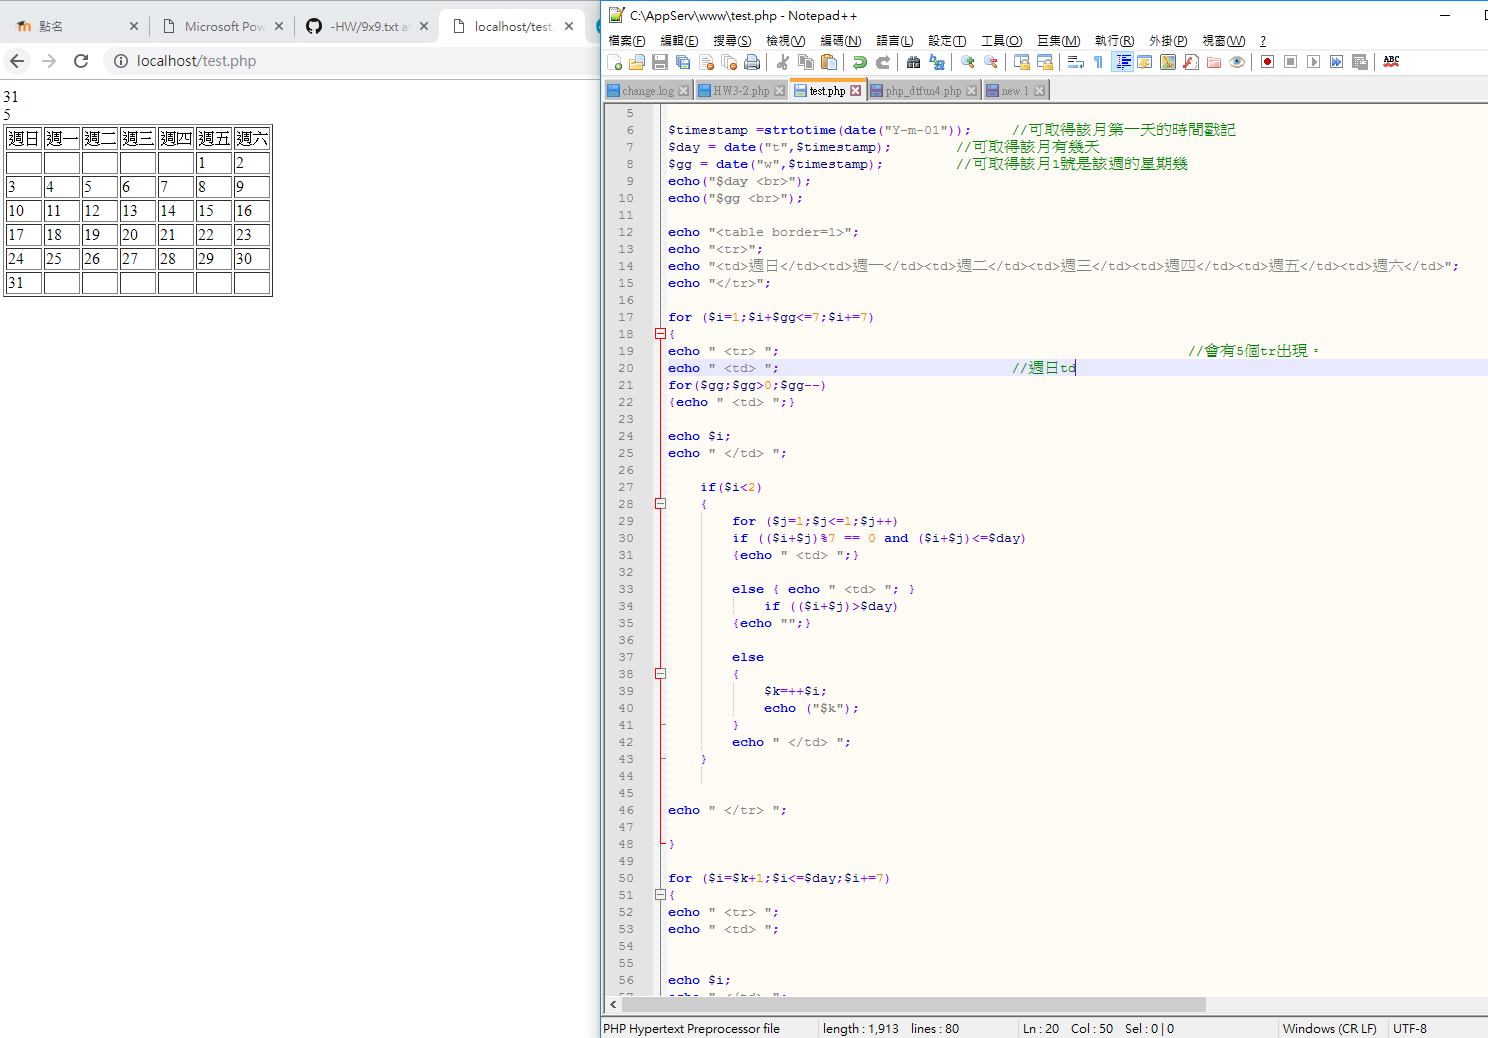 點名
Microsoft Pow
-HW/9x9.txt at
localhost/test.
localhost/test.php
31
5
週日 週一 週二 週三 週四 週五 週六
1 2
3 4 5 6 7 8 9
10 11 12 13 14 15 16
17 18 19 20 21 22 23
24 25 26 27 28 29 30
31
C:\AppServ\www\test.php - Notepad++
檔案(F) 編輯(E) 搜尋(S) 檢視(V) 編碼(N) 語言(L) 設定(T) 工具(O) 巨集(M) 執行(R) 外掛(P) 視窗(W) ?
ABC
change.log HW3-2.php test.php php_dtfun4.php new 1
5
6 $timestamp =strtotime(date("Y-m-01")); //可取得該月第一天的時間戳記
7 $day = date("t",$timestamp); //可取得該月有幾天
8 $gg = date("w",$timestamp); //可取得該月1號是該週的星期幾
9 echo("$day <br>");
10 echo("$gg <br>");
11
12 echo "<table border=1>";
13 echo "<tr>";
14 echo "<td>週日</td><td>週一</td><td>週二</td><td>週三</td><td>週四</td><td>週五</td><td>週六</td>";
15 echo "</tr>";
16
17 for ($i=1;$i+$gg<=7;$i+=7)
18 {
19 echo " <tr> "; //會有5個tr出現。
20 echo " <td> "; //週日td
21 for($gg;$gg>0;$gg--)
22 {echo " <td> ";}
23
24 echo $i;
25 echo " </td> ";
26
27 if($i<2)
28 {
29 for ($j=1;$j<=1;$j++)
30 if (($i+$j)%7 == 0 and ($i+$j)<=$day)
31 {echo " <td> ";}
32
33 else { echo " <td> "; }
34 if (($i+$j)>$day)
35 {echo "";}
36
37 else
38 {
39 $k=++$i;
40 echo ("$k");
41 }
42 echo " </td> ";
43 }
44
45
46 echo " </tr> ";
47
48 }
49
50 for ($i=$k+1;$i<=$day;$i+=7)
51 {
52 echo " <tr> ";
53 echo " <td> ";
54
55
56 echo $i;
57 echo " </td> ";
PHP Hypertext Preprocessor file length : 1,913 lines : 80 Ln : 20 Col : 50 Sel : 0 | 0 Windows (CR LF) UTF-8